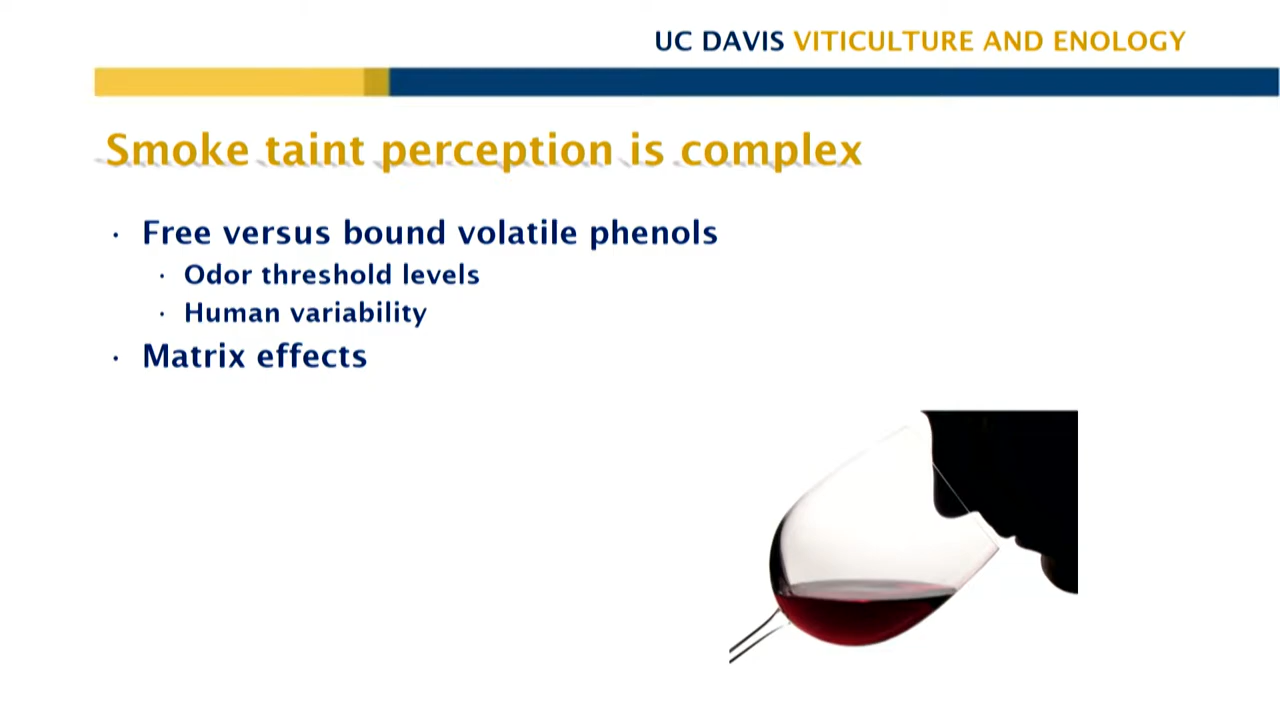 UC DAVIS VITICULTURE AND ENOLOGY
Smoke taint perception is complex
· Free versus bound volatile phenols
· Odor threshold levels
· Human variability
· Matrix effects